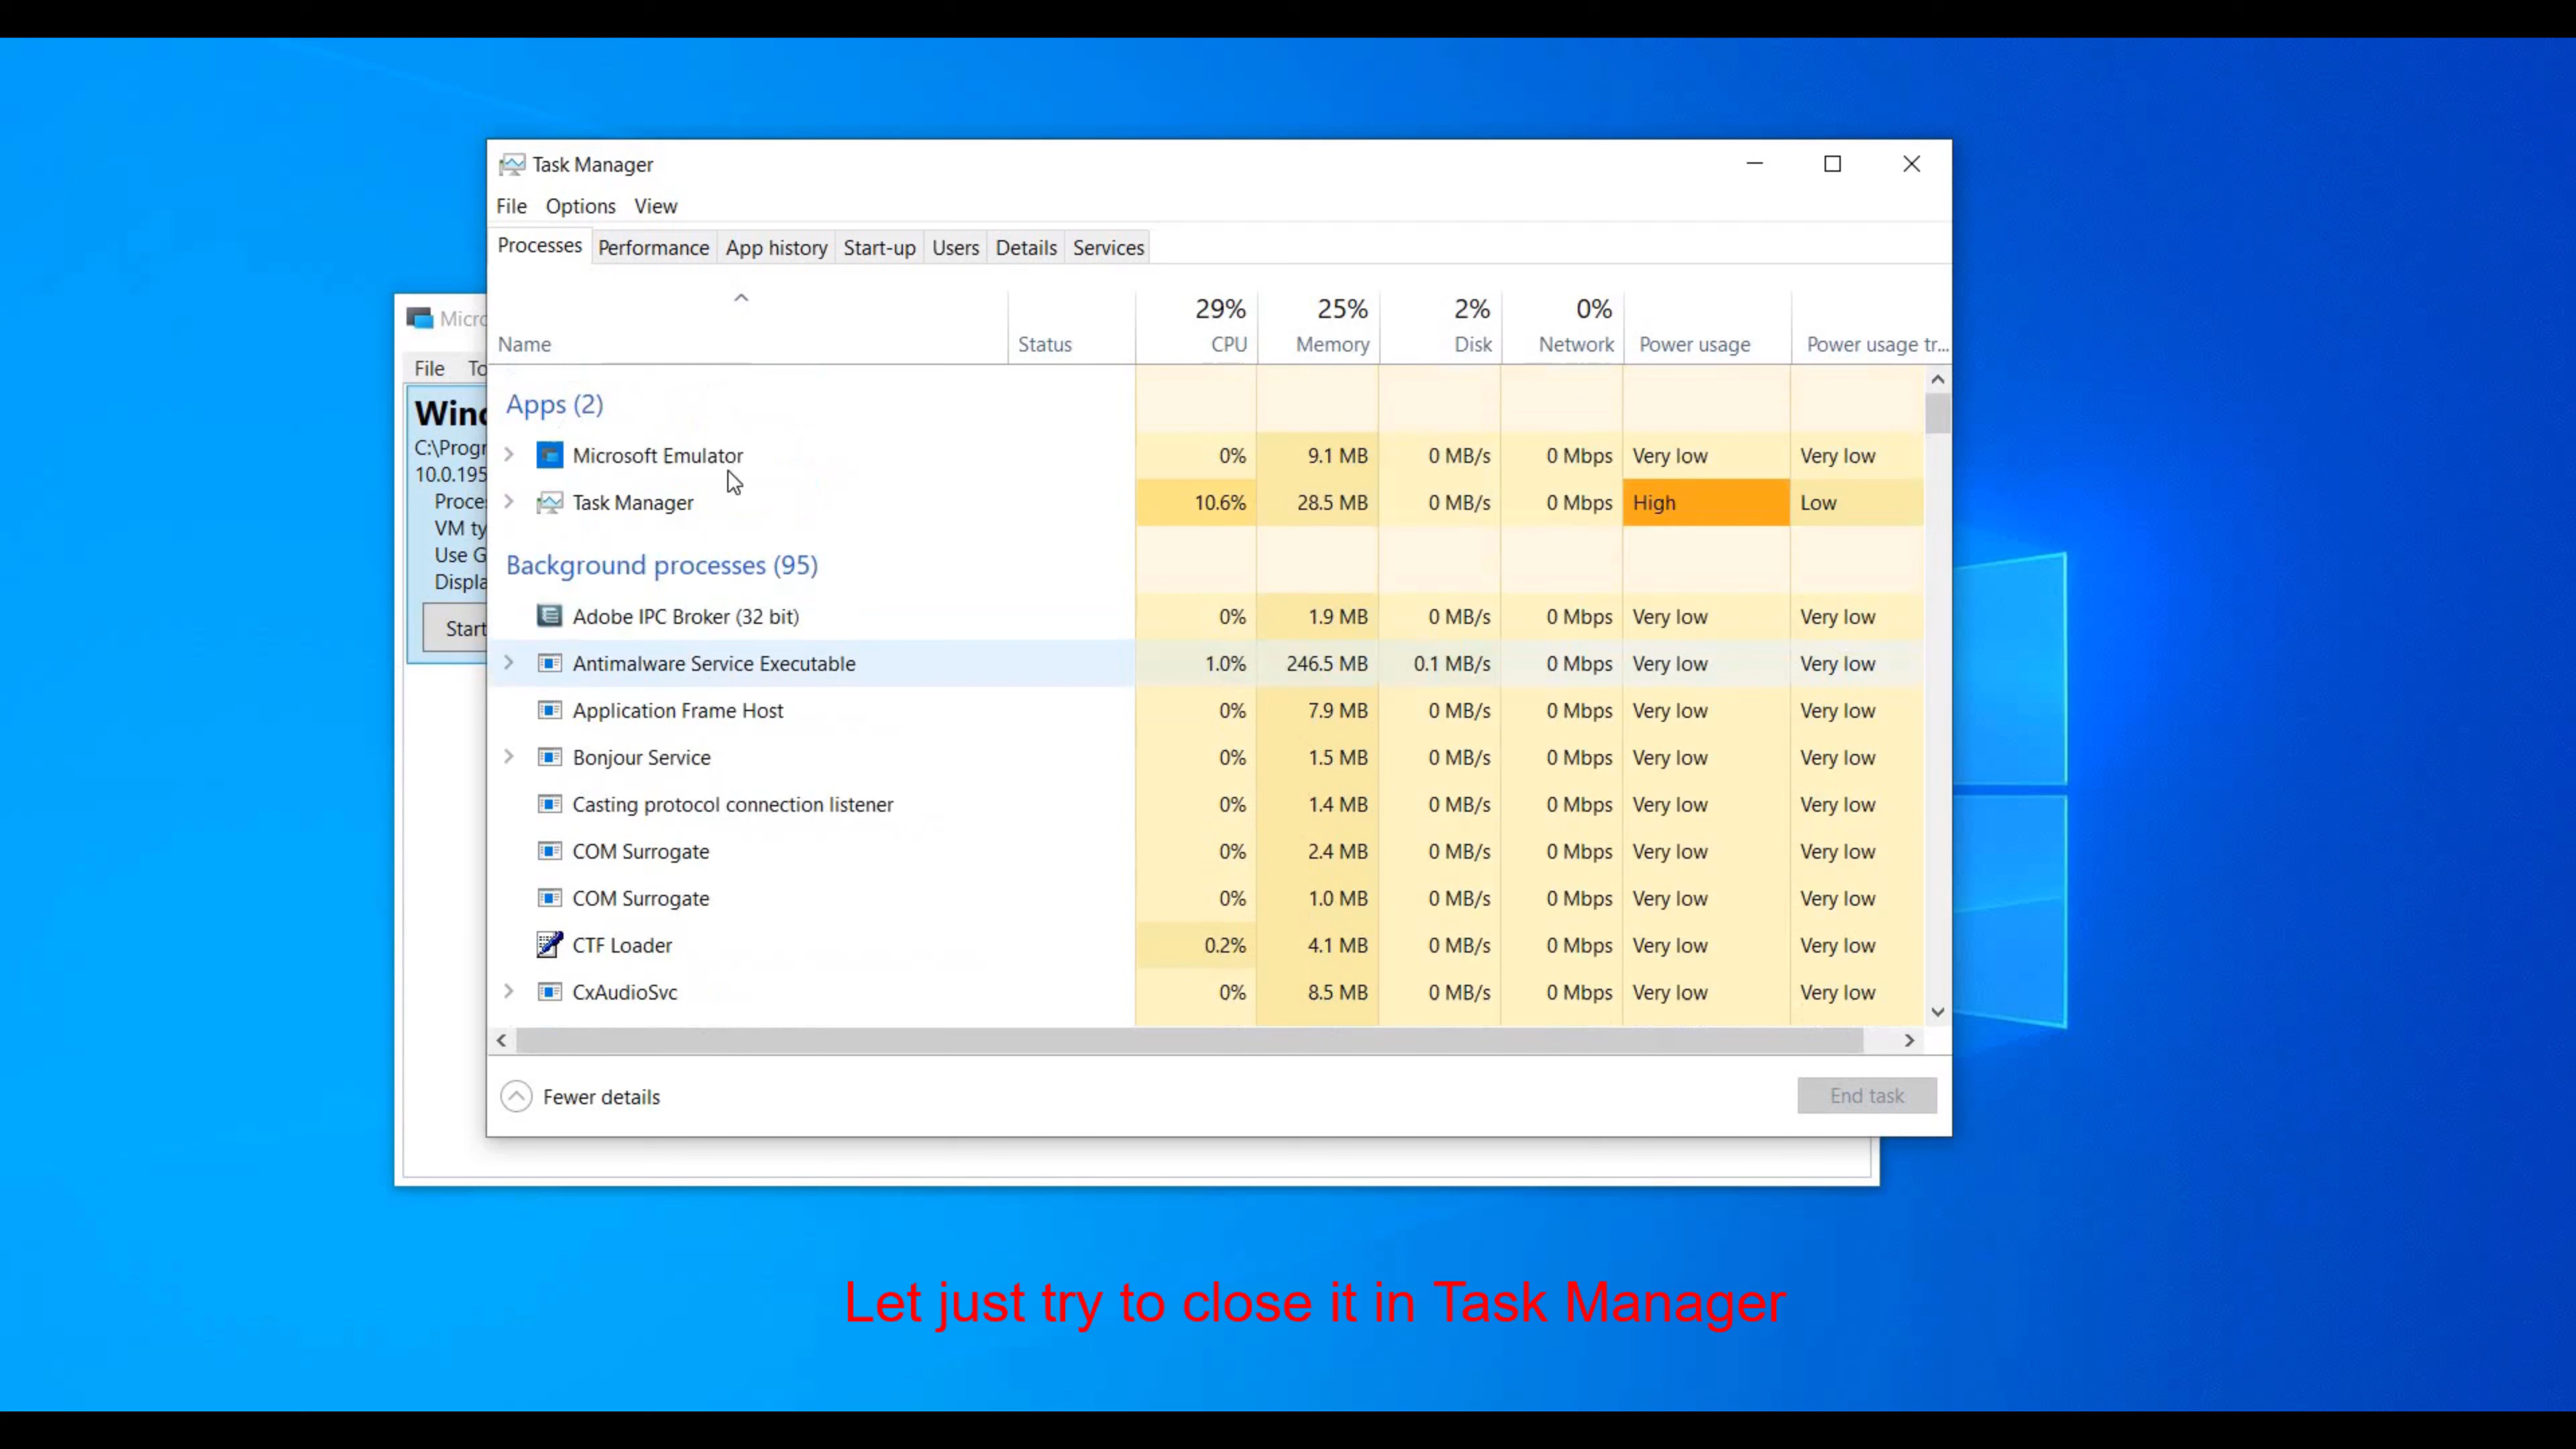 Task Manager
File Options View
Processes Performance App history Start-up Users Details Services
29% 25% 2% 0%
Name Status CPU Memory Disk Network Power usage Power usage tr...
Apps (2)
Microsoft Emulator 0% 9.1 MB 0 MB/s 0 Mbps Very low Very low
Task Manager 10.6% 28.5 MB 0 MB/s 0 Mbps High Low
Background processes (95)
Adobe IPC Broker (32 bit) 0% 1.9 MB 0 MB/s 0 Mbps Very low Very low
Antimalware Service Executable 1.0% 246.5 MB 0.1 MB/s 0 Mbps Very low Very low
Application Frame Host 0% 7.9 MB 0 MB/s 0 Mbps Very low Very low
Bonjour Service 0% 1.5 MB 0 MB/s 0 Mbps Very low Very low
Casting protocol connection listener 0% 1.4 MB 0 MB/s 0 Mbps Very low Very low
COM Surrogate 0% 2.4 MB 0 MB/s 0 Mbps Very low Very low
COM Surrogate 0% 1.0 MB 0 MB/s 0 Mbps Very low Very low
CTF Loader 0.2% 4.1 MB 0 MB/s 0 Mbps Very low Very low
CxAudioSvc 0% 8.5 MB 0 MB/s 0 Mbps Very low Very low
Fewer details End task
Micro
File To
Wind
C:\Progr
10.0.195
Proce
VM ty
Use G
Displa
Start
Let just try to close it in Task Manager